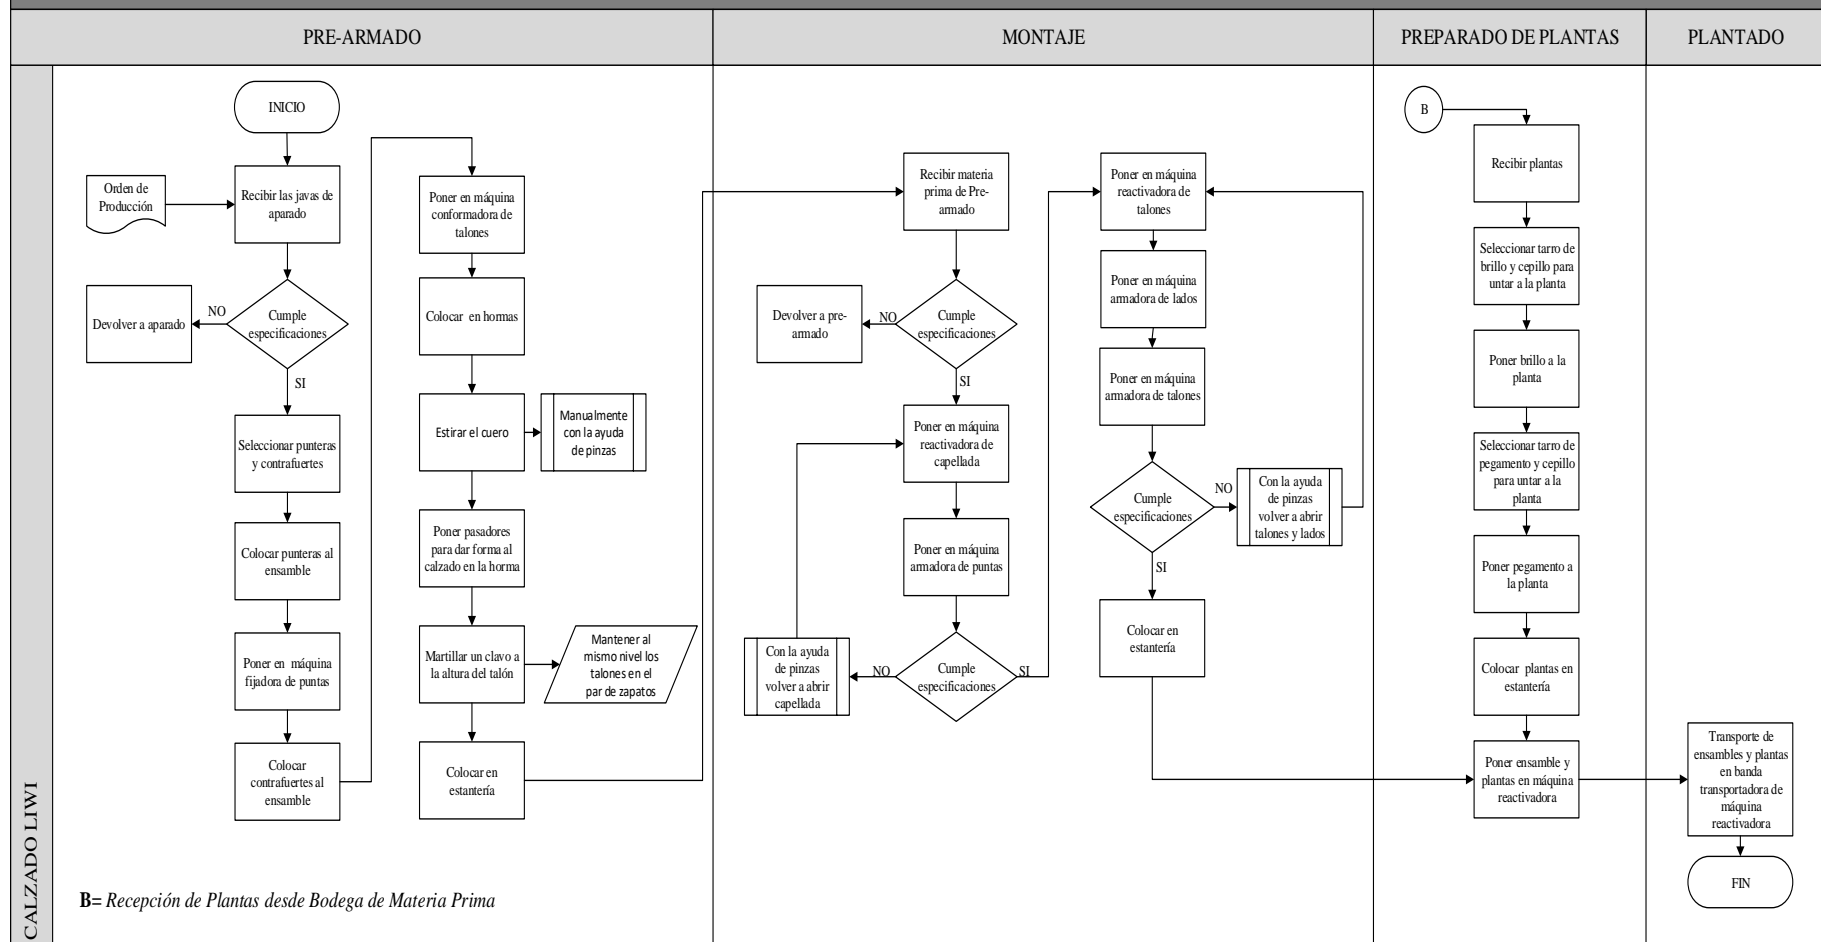 PRE-ARMADO
MONTAJE
PREPARADO DE PLANTAS
PLANTADO
CALZADO LIWI
INICIO
Orden de
Producción
Recibir las javas de
aparado
Cumple
especificaciones
NO
Devolver a aparado
SI
Seleccionar punteras
y contrafuertes
Colocar punteras al
ensamble
Poner en máquina
fijadora de puntas
Colocar
contrafuertes al
ensamble
Poner en máquina
conformadora de
talones
Colocar en hormas
Estirar el cuero
Manualmente
con la ayuda
de pinzas
Poner pasadores
para dar forma al
calzado en la horma
Martillar un clavo a
la altura del talón
Mantener al
mismo nivel los
talones en el
par de zapatos
Colocar en
estantería
Recibir materia
prima de Pre-
armado
Cumple
especificaciones
NO
Devolver a pre-
armado
SI
Poner en máquina
reactivadora de
capellada
Poner en máquina
armadora de puntas
Cumple
especificaciones
NO
Con la ayuda
de pinzas
volver a abrir
capellada
SI
Poner en máquina
reactivadora de
talones
Poner en máquina
armadora de lados
Poner en máquina
armadora de talones
Cumple
especificaciones
NO
Con la ayuda
de pinzas
volver a abrir
talones y lados
SI
Colocar en
estantería
B
Recibir plantas
Seleccionar tarro de
brillo y cepillo para
untar a la planta
Poner brillo a la
planta
Seleccionar tarro de
pegamento y cepillo
para untar a la
planta
Poner pegamento a
la planta
Colocar plantas en
estantería
Poner ensamble y
plantas en máquina
reactivadora
Transporte de
ensambles y plantas
en banda
transportadora de
máquina
reactivadora
FIN
B= Recepción de Plantas desde Bodega de Materia Prima